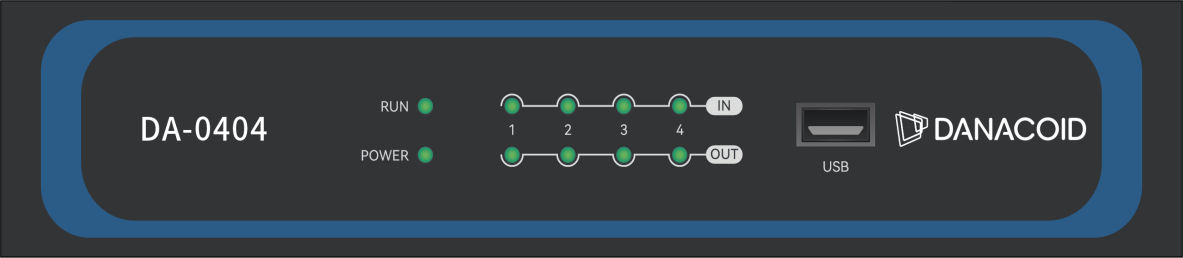 DA-0404
RUN
POWER
1 2 3 4
IN
OUT
USB
DANACOID